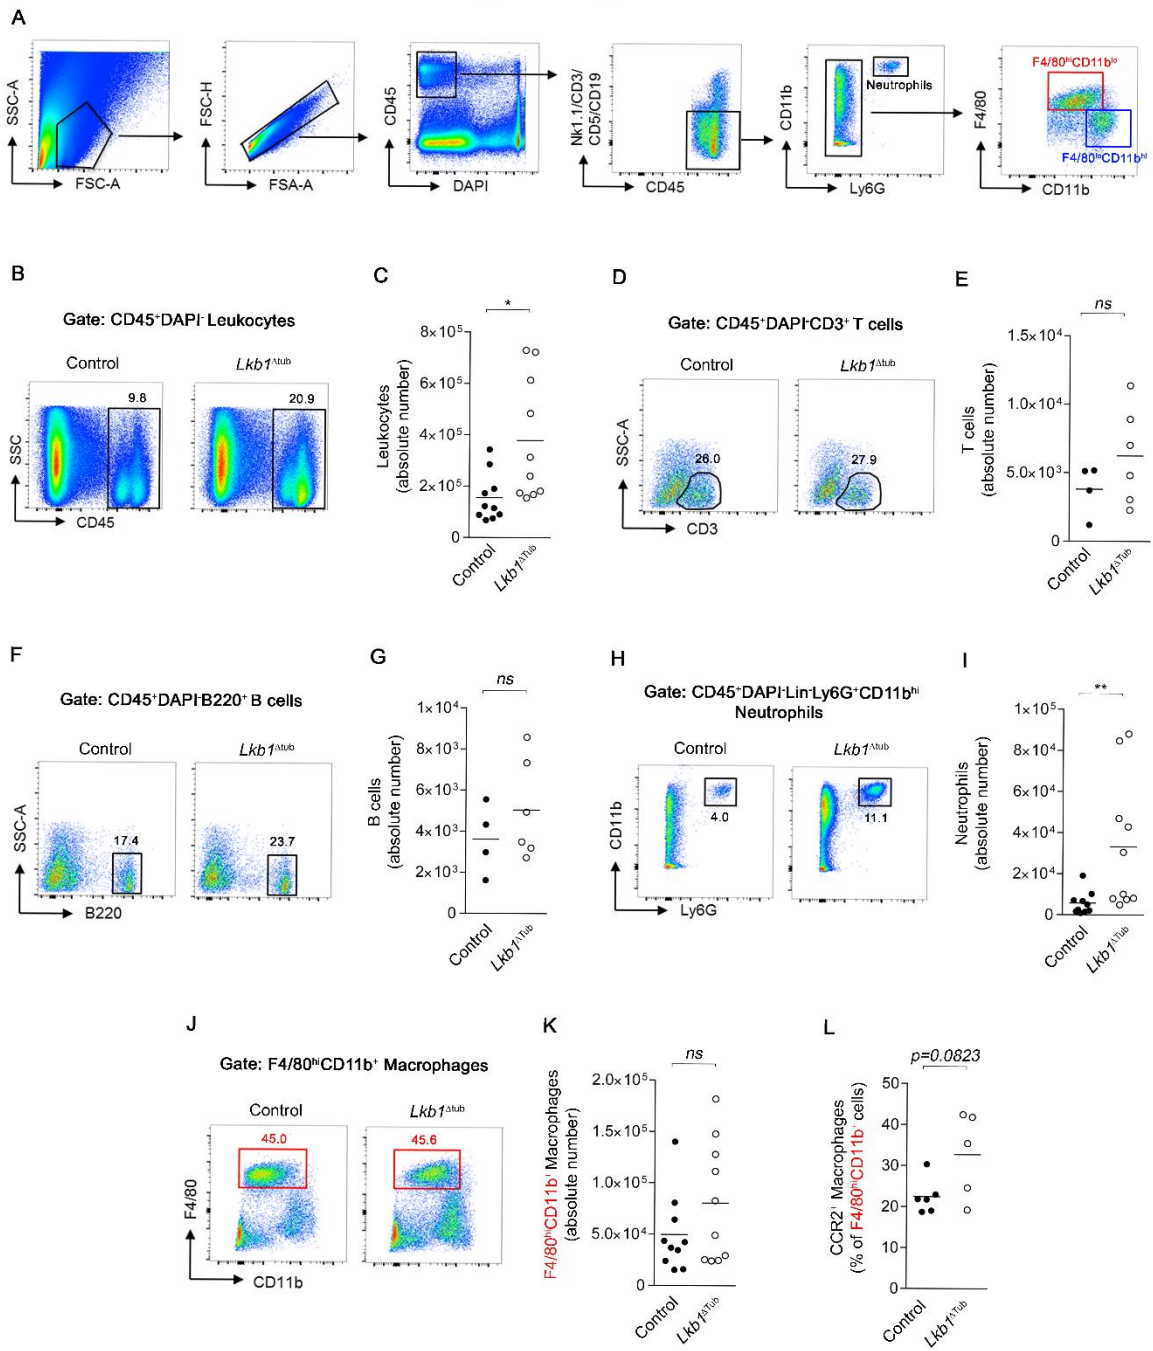 A
SSC-A
FSC-A
FSC-H
FSA-A
CD45
DAPI
Nk1.1/CD3/
CD5/CD19
CD45
CD11b
Neutrophils
Ly6G
F4/80
F4/80hiCD11blo
F4/80loCD11bhi
CD11b
B
Gate: CD45+DAPI- Leukocytes
Control
Lkb1Δtub
9.8
20.9
SSC
CD45
C
*
Leukocytes
(absolute number)
8×10⁵
6×10⁵
4×10⁵
2×10⁵
0
Control
Lkb1ΔTub
D
Gate: CD45+DAPI-CD3+ T cells
Control
Lkb1Δtub
26.0
27.9
SSC-A
CD3
E
ns
T cells
(absolute number)
1.5×10⁴
1.0×10⁴
5.0×10³
0
Control
Lkb1ΔTub
F
Gate: CD45+DAPI-B220+ B cells
Control
Lkb1Δtub
17.4
23.7
SSC-A
B220
G
ns
B cells
(absolute number)
1×10⁴
8×10³
6×10³
4×10³
2×10³
0
Control
Lkb1ΔTub
H
Gate: CD45+DAPI-Lin-Ly6G+CD11bhi
Neutrophils
Control
Lkb1Δtub
4.0
11.1
CD11b
Ly6G
I
**
Neutrophils
(absolute number)
1×10⁵
8×10⁴
6×10⁴
4×10⁴
2×10⁴
0
Control
Lkb1ΔTub
J
Gate: F4/80hiCD11b+ Macrophages
Control
Lkb1Δtub
45.0
45.6
F4/80
CD11b
K
ns
F4/80hiCD11b+ Macrophages
(absolute number)
2.0×10⁵
1.5×10⁵
1.0×10⁵
5.0×10⁴
0
Control
Lkb1ΔTub
L
p=0.0823
CCR2+ Macrophages
(% of F4/80hiCD11b+ cells)
50
40
30
20
10
0
Control
Lkb1ΔTub